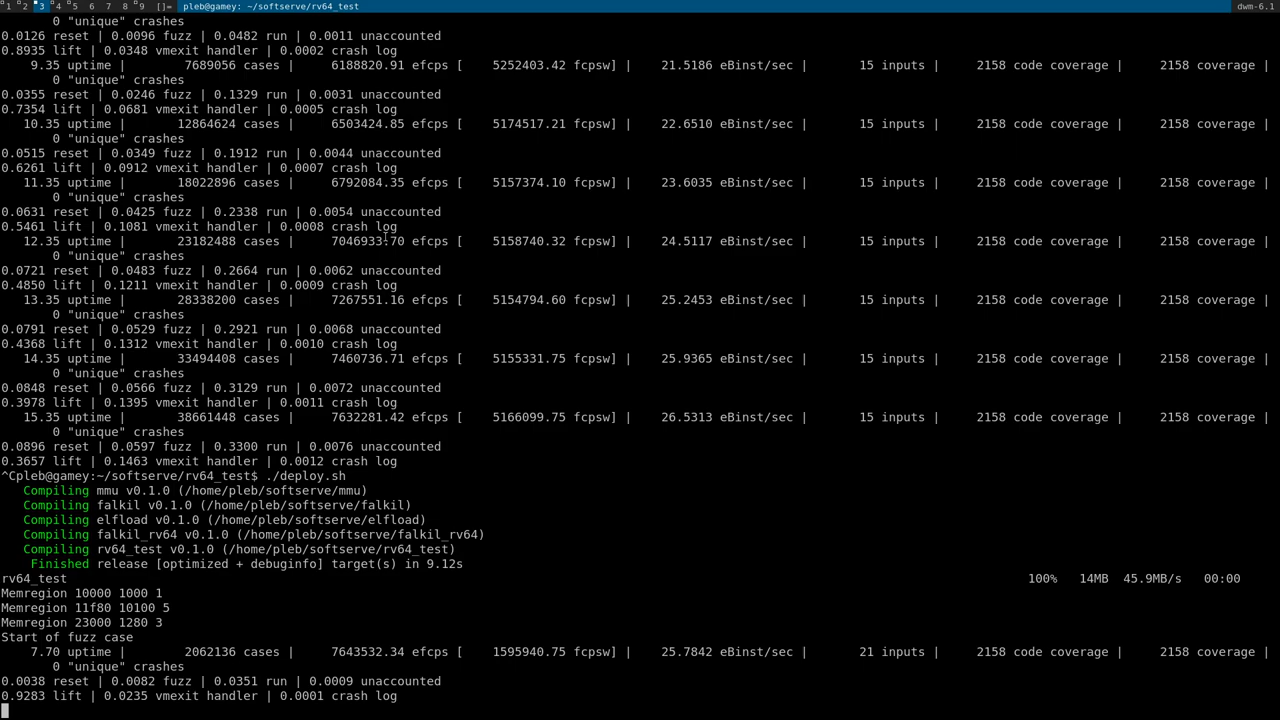 1 2 3 4 5 6 7 8 9 []= pleb@gamey: ~/softserve/rv64_test dwm-6.1
0 "unique" crashes
0.0126 reset | 0.0096 fuzz | 0.0482 run | 0.0011 unaccounted
0.8935 lift | 0.0348 vmexit handler | 0.0002 crash log
9.35 uptime | 7689056 cases | 6188820.91 efcps [ 5252403.42 fcpsw] | 21.5186 eBinst/sec | 15 inputs | 2158 code coverage | 2158 coverage |
0 "unique" crashes
0.0355 reset | 0.0246 fuzz | 0.1329 run | 0.0031 unaccounted
0.7354 lift | 0.0681 vmexit handler | 0.0005 crash log
10.35 uptime | 12864624 cases | 6503424.85 efcps [ 5174517.21 fcpsw] | 22.6510 eBinst/sec | 15 inputs | 2158 code coverage | 2158 coverage |
0 "unique" crashes
0.0515 reset | 0.0349 fuzz | 0.1912 run | 0.0044 unaccounted
0.6261 lift | 0.0912 vmexit handler | 0.0007 crash log
11.35 uptime | 18022896 cases | 6792084.35 efcps [ 5157374.10 fcpsw] | 23.6035 eBinst/sec | 15 inputs | 2158 code coverage | 2158 coverage |
0 "unique" crashes
0.0631 reset | 0.0425 fuzz | 0.2338 run | 0.0054 unaccounted
0.5461 lift | 0.1081 vmexit handler | 0.0008 crash log
12.35 uptime | 23182488 cases | 7046933.70 efcps [ 5158740.32 fcpsw] | 24.5117 eBinst/sec | 15 inputs | 2158 code coverage | 2158 coverage |
0 "unique" crashes
0.0721 reset | 0.0483 fuzz | 0.2664 run | 0.0062 unaccounted
0.4850 lift | 0.1211 vmexit handler | 0.0009 crash log
13.35 uptime | 28338200 cases | 7267551.16 efcps [ 5154794.60 fcpsw] | 25.2453 eBinst/sec | 15 inputs | 2158 code coverage | 2158 coverage |
0 "unique" crashes
0.0791 reset | 0.0529 fuzz | 0.2921 run | 0.0068 unaccounted
0.4368 lift | 0.1312 vmexit handler | 0.0010 crash log
14.35 uptime | 33494408 cases | 7460736.71 efcps [ 5155331.75 fcpsw] | 25.9365 eBinst/sec | 15 inputs | 2158 code coverage | 2158 coverage |
0 "unique" crashes
0.0848 reset | 0.0566 fuzz | 0.3129 run | 0.0072 unaccounted
0.3978 lift | 0.1395 vmexit handler | 0.0011 crash log
15.35 uptime | 38661448 cases | 7632281.42 efcps [ 5166099.75 fcpsw] | 26.5313 eBinst/sec | 15 inputs | 2158 code coverage | 2158 coverage |
0 "unique" crashes
0.0896 reset | 0.0597 fuzz | 0.3300 run | 0.0076 unaccounted
0.3657 lift | 0.1463 vmexit handler | 0.0012 crash log
^Cpleb@gamey:~/softserve/rv64_test$ ./deploy.sh
Compiling mmu v0.1.0 (/home/pleb/softserve/mmu)
Compiling falkil v0.1.0 (/home/pleb/softserve/falkil)
Compiling elfload v0.1.0 (/home/pleb/softserve/elfload)
Compiling falkil_rv64 v0.1.0 (/home/pleb/softserve/falkil_rv64)
Compiling rv64_test v0.1.0 (/home/pleb/softserve/rv64_test)
Finished release [optimized + debuginfo] target(s) in 9.12s
rv64_test 100% 14MB 45.9MB/s 00:00
Memregion 10000 1000 1
Memregion 11f80 10100 5
Memregion 23000 1280 3
Start of fuzz case
7.70 uptime | 2062136 cases | 7643532.34 efcps [ 1595940.75 fcpsw] | 25.7842 eBinst/sec | 21 inputs | 2158 code coverage | 2158 coverage |
0 "unique" crashes
0.0038 reset | 0.0082 fuzz | 0.0351 run | 0.0009 unaccounted
0.9283 lift | 0.0235 vmexit handler | 0.0001 crash log